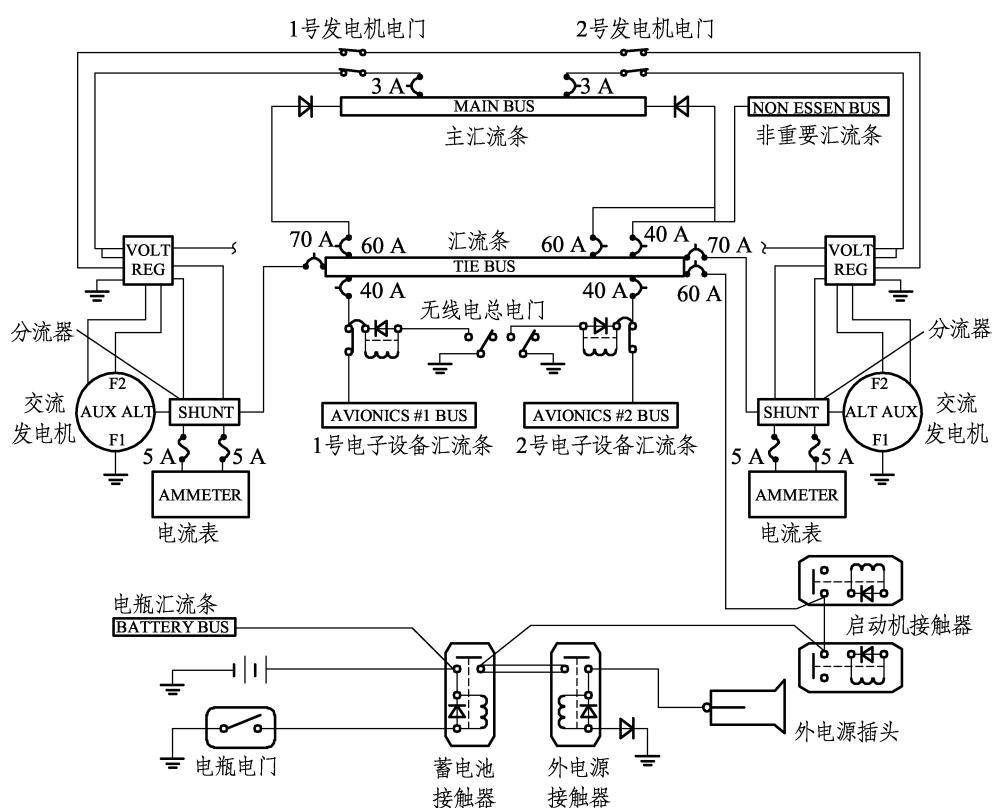 1号发电机电门
2号发电机电门
3 A
3 A
MAIN BUS
主汇流条
NON ESSEN BUS
非重要汇流条
70 A
60 A
汇流条
60 A
40 A
70 A
VOLT
REG
TIE BUS
VOLT
REG
40 A
40 A
60 A
无线电总电门
分流器
分流器
交流
发电机
F2
AUX ALT
F1
SHUNT
AVIONICS #1 BUS
1号电子设备汇流条
AVIONICS #2 BUS
2号电子设备汇流条
SHUNT
F2
ALT AUX
F1
交流
发电机
5 A
5 A
5 A
5 A
AMMETER
电流表
AMMETER
电流表
电瓶汇流条
BATTERY BUS
启动机接触器
外电源插头
电瓶电门
蓄电池
接触器
外电源
接触器